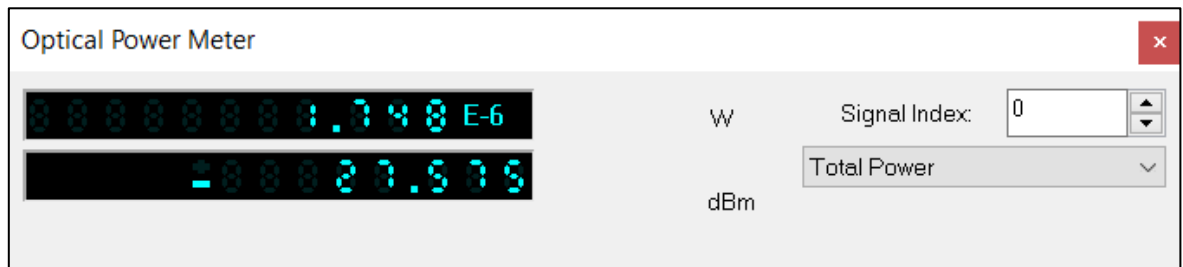 Optical Power Meter
1.748 E-6 W Signal Index: 0
Total Power
-27.575 dBm